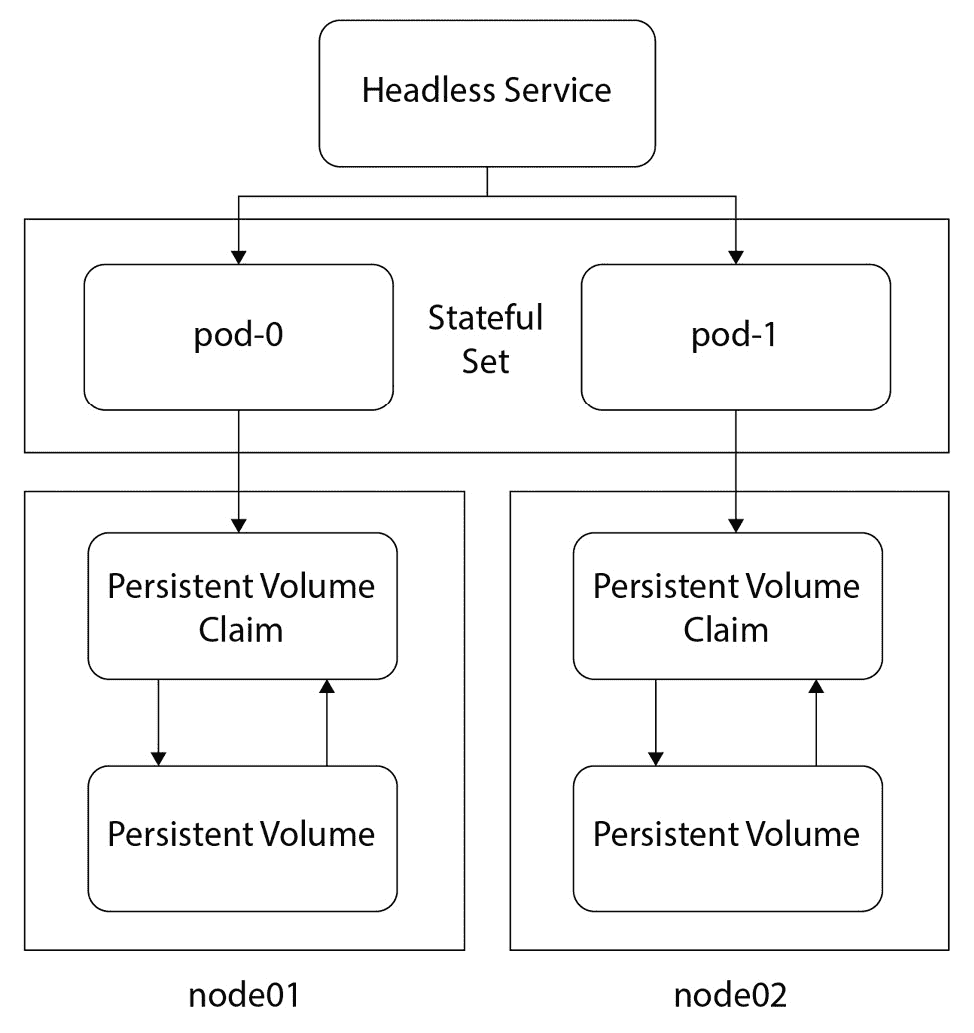 Headless Service
pod-0
Stateful
Set
pod-1
Persistent Volume
Claim
Persistent Volume
Claim
Persistent Volume
Persistent Volume
node01
node02